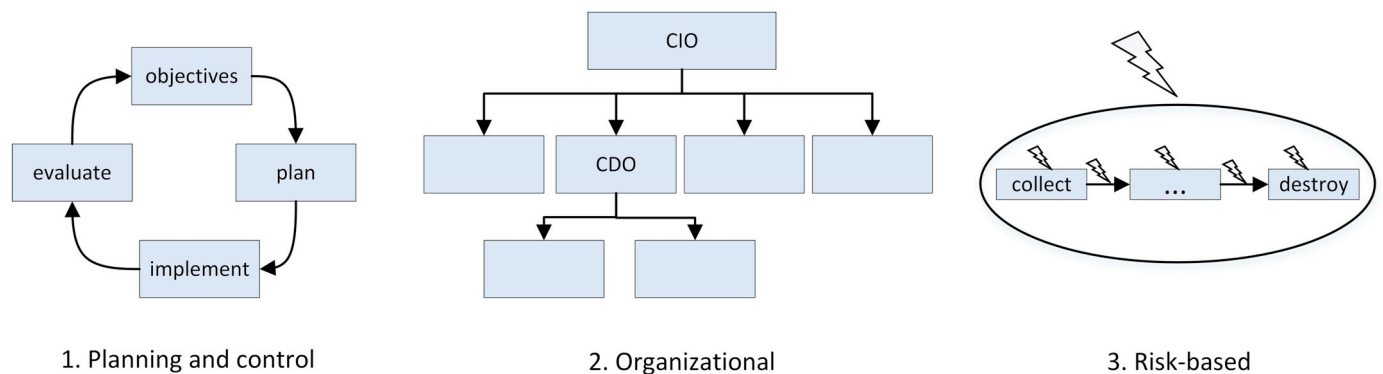 objectives
evaluate
plan
implement
1. Planning and control
CIO
CDO
2. Organizational
collect
...
destroy
3. Risk-based